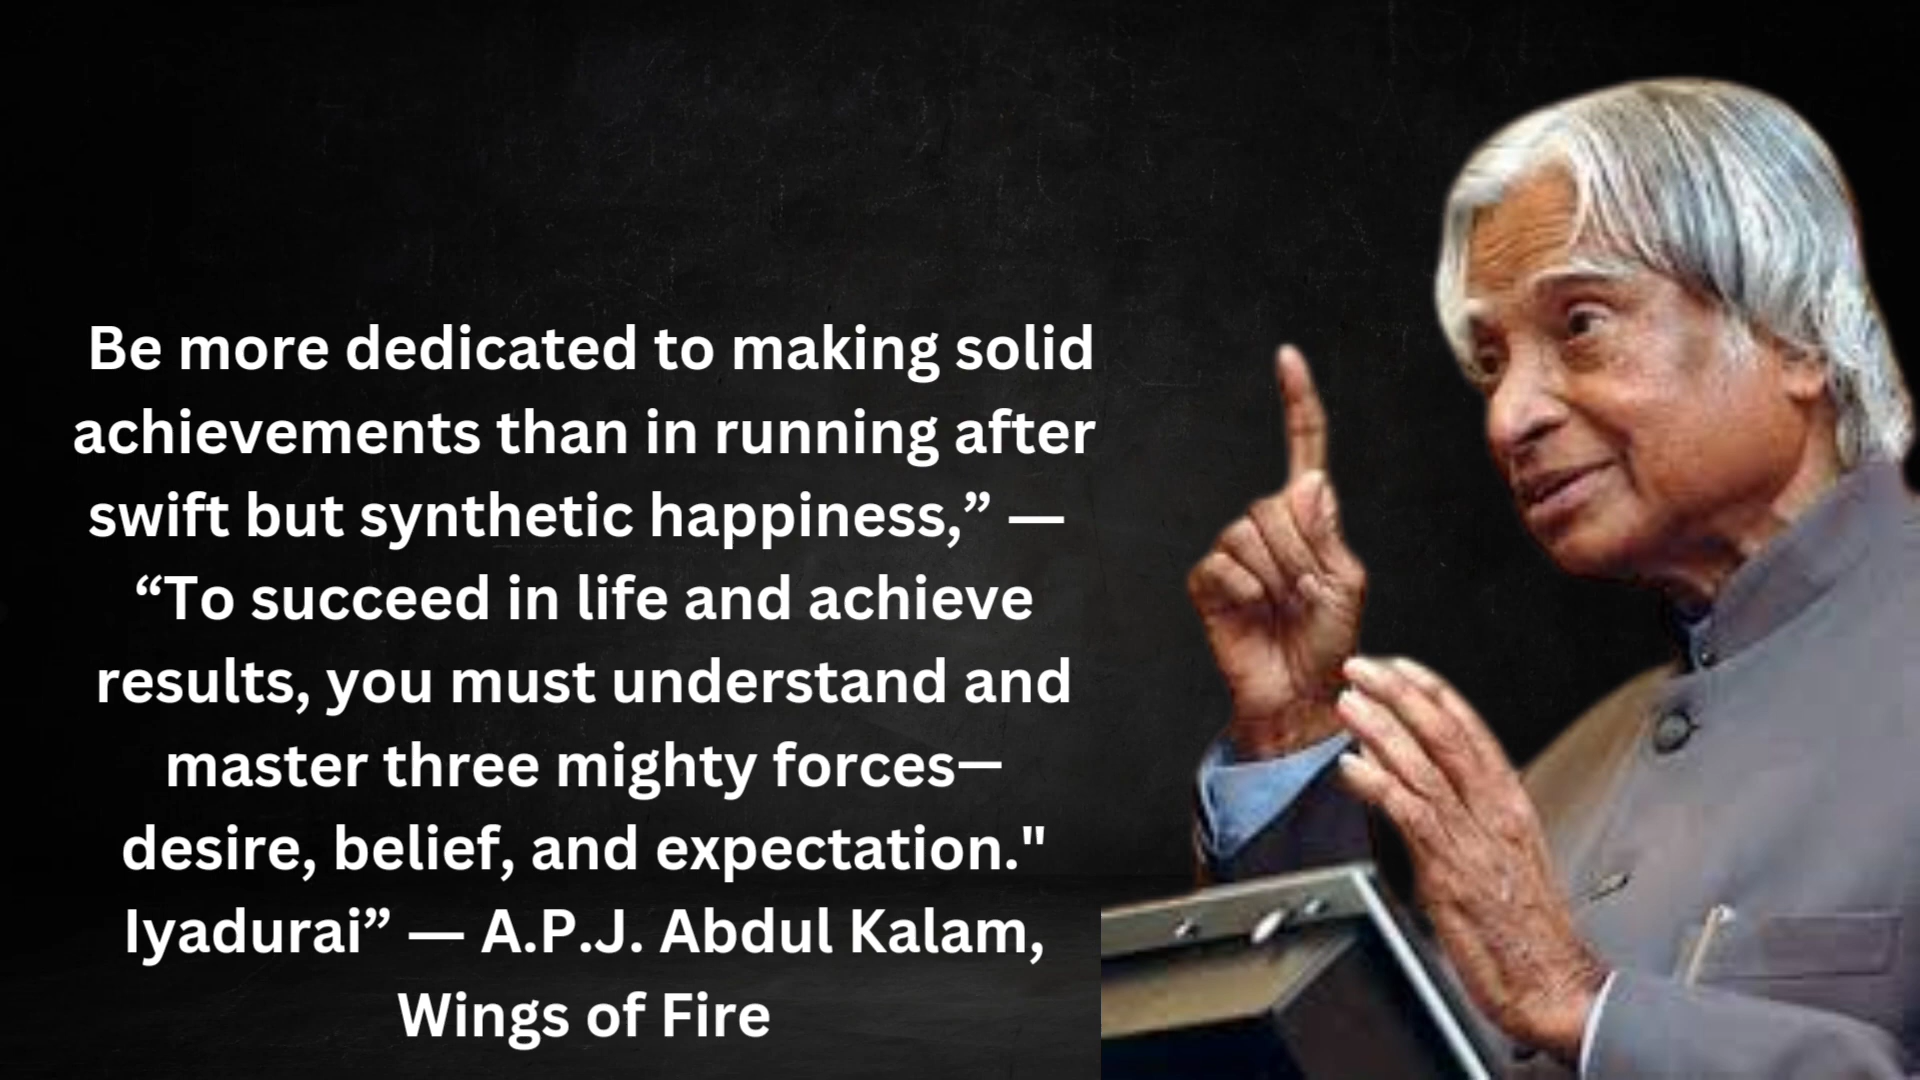 Be more dedicated to making solid
achievements than in running after
swift but synthetic happiness,” —
“To succeed in life and achieve
results, you must understand and
master three mighty forces—
desire, belief, and expectation."
Iyadurai” — A.P.J. Abdul Kalam,
Wings of Fire